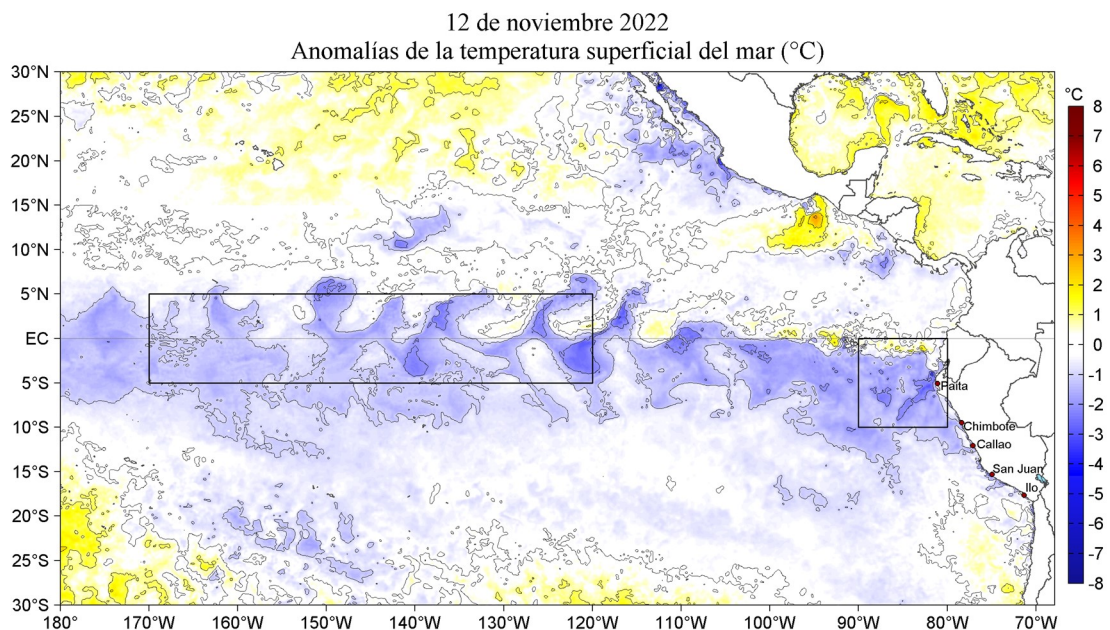 12 de noviembre 2022
Anomalías de la temperatura superficial del mar (°C)
30°N
25°N
20°N
15°N
10°N
5°N
EC
5°S
10°S
15°S
20°S
25°S
30°S
Paita
Chimbote
Callao
San Juan
Ilo
180 170°W 160°W 150°W 140°W 130°W 120°W 110°W 100°W 90°W 80°W 70°W
°C
8
7
6
5
4
3
2
1
0
-1
-2
-3
-4
-5
-6
-7
-8